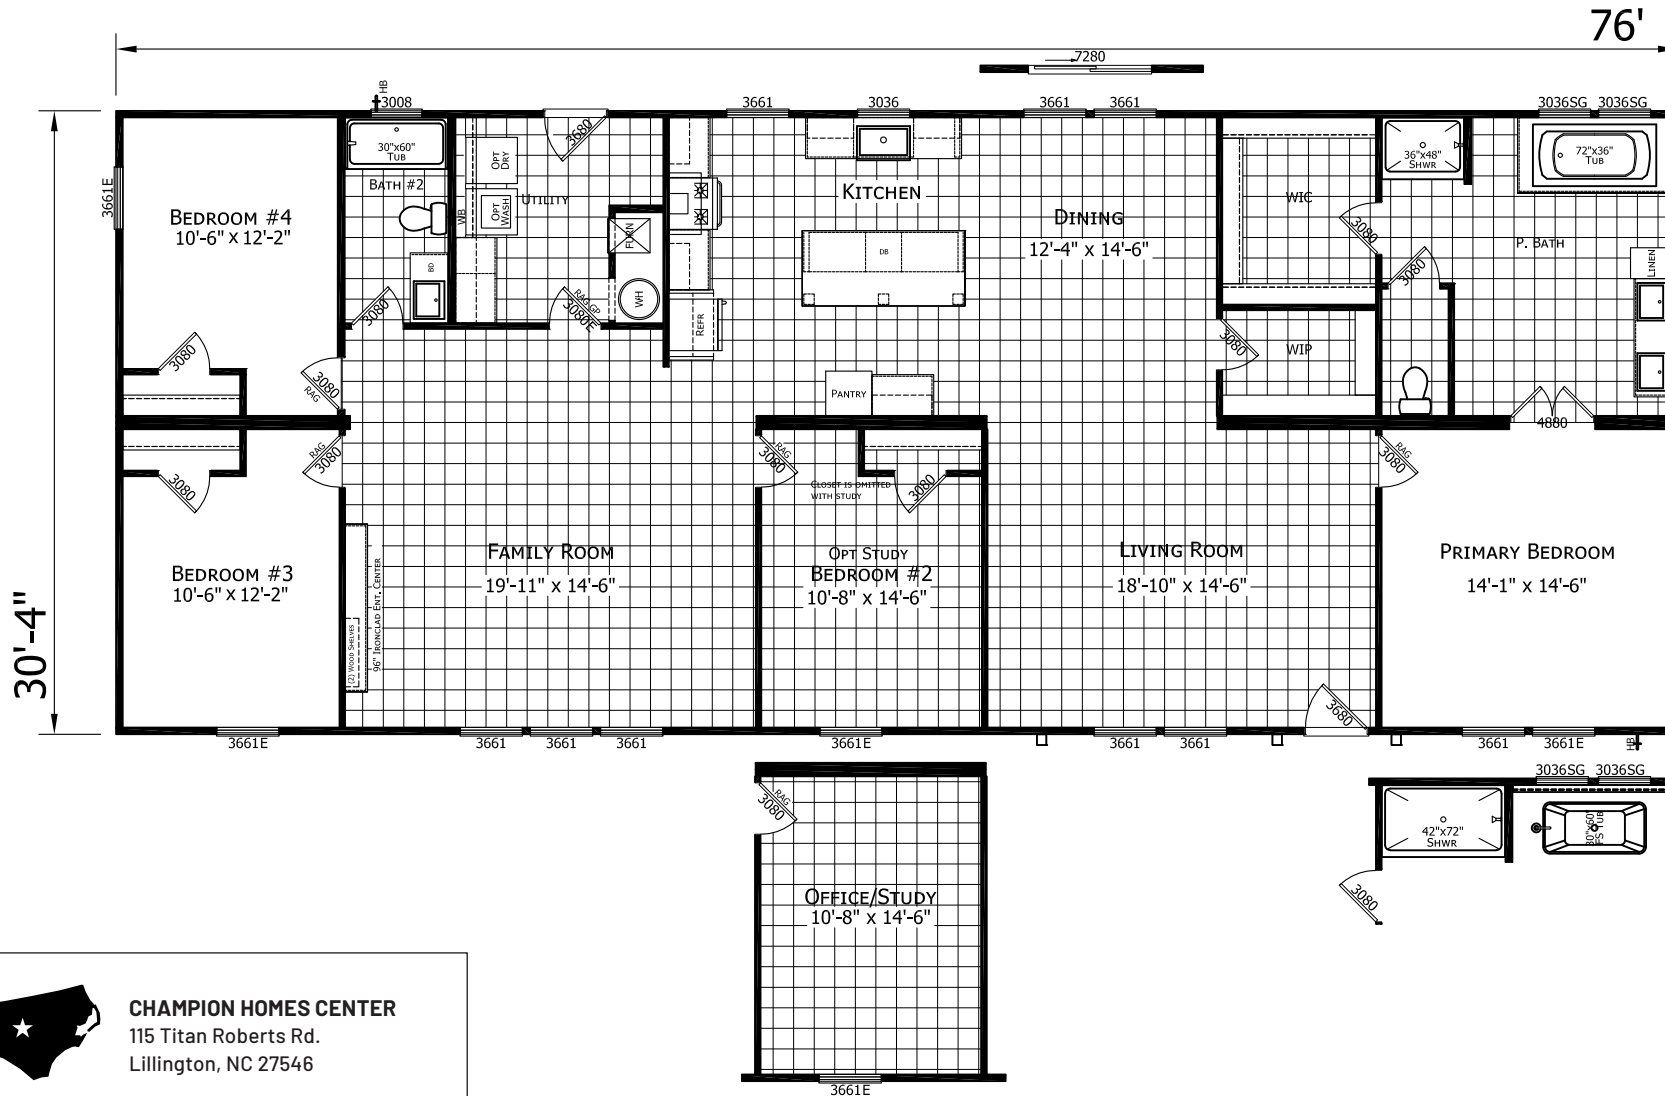 76'
7280
HB
3008
3661
3036
3661
3661
3036SG
3036SG
3680
30"x60"
TUB
OPT
DRY
36"x48"
SHWR
72"x36"
TUB
3661E
BATH #2
BEDROOM #4
10'-6" x 12'-2"
WB
OPT
WASH
UTILITY
FURN
KITCHEN
DINING
12'-4" x 14'-6"
WIC
3080
P. BATH
3080
LINEN
DB
BD
3080
RAG GP
3080E
WH
REFR
3080
WIP
3080
3080
RAG
PANTRY
4880
RAG
3080
3080
RAG
3080
CLOSET IS OMITTED
WITH STUDY
3080
RAG
3080
BEDROOM #3
10'-6" x 12'-2"
FAMILY ROOM
19'-11" x 14'-6"
OPT STUDY
BEDROOM #2
10'-8" x 14'-6"
LIVING ROOM
18'-10" x 14'-6"
PRIMARY BEDROOM
14'-1" x 14'-6"
30'-4"
(2) WOOD SHELVES
96" IRONCLAD ENT. CENTER
3680
3661E
3661
3661
3661
3661E
3661
3661
3661
3661E
HB
3036SG
3036SG
RAG
3080
42"x72"
SHWR
30"x60"
FS TUB
3080
OFFICE/STUDY
10'-8" x 14'-6"
3661E
CHAMPION HOMES CENTER
115 Titan Roberts Rd.
Lillington, NC 27546